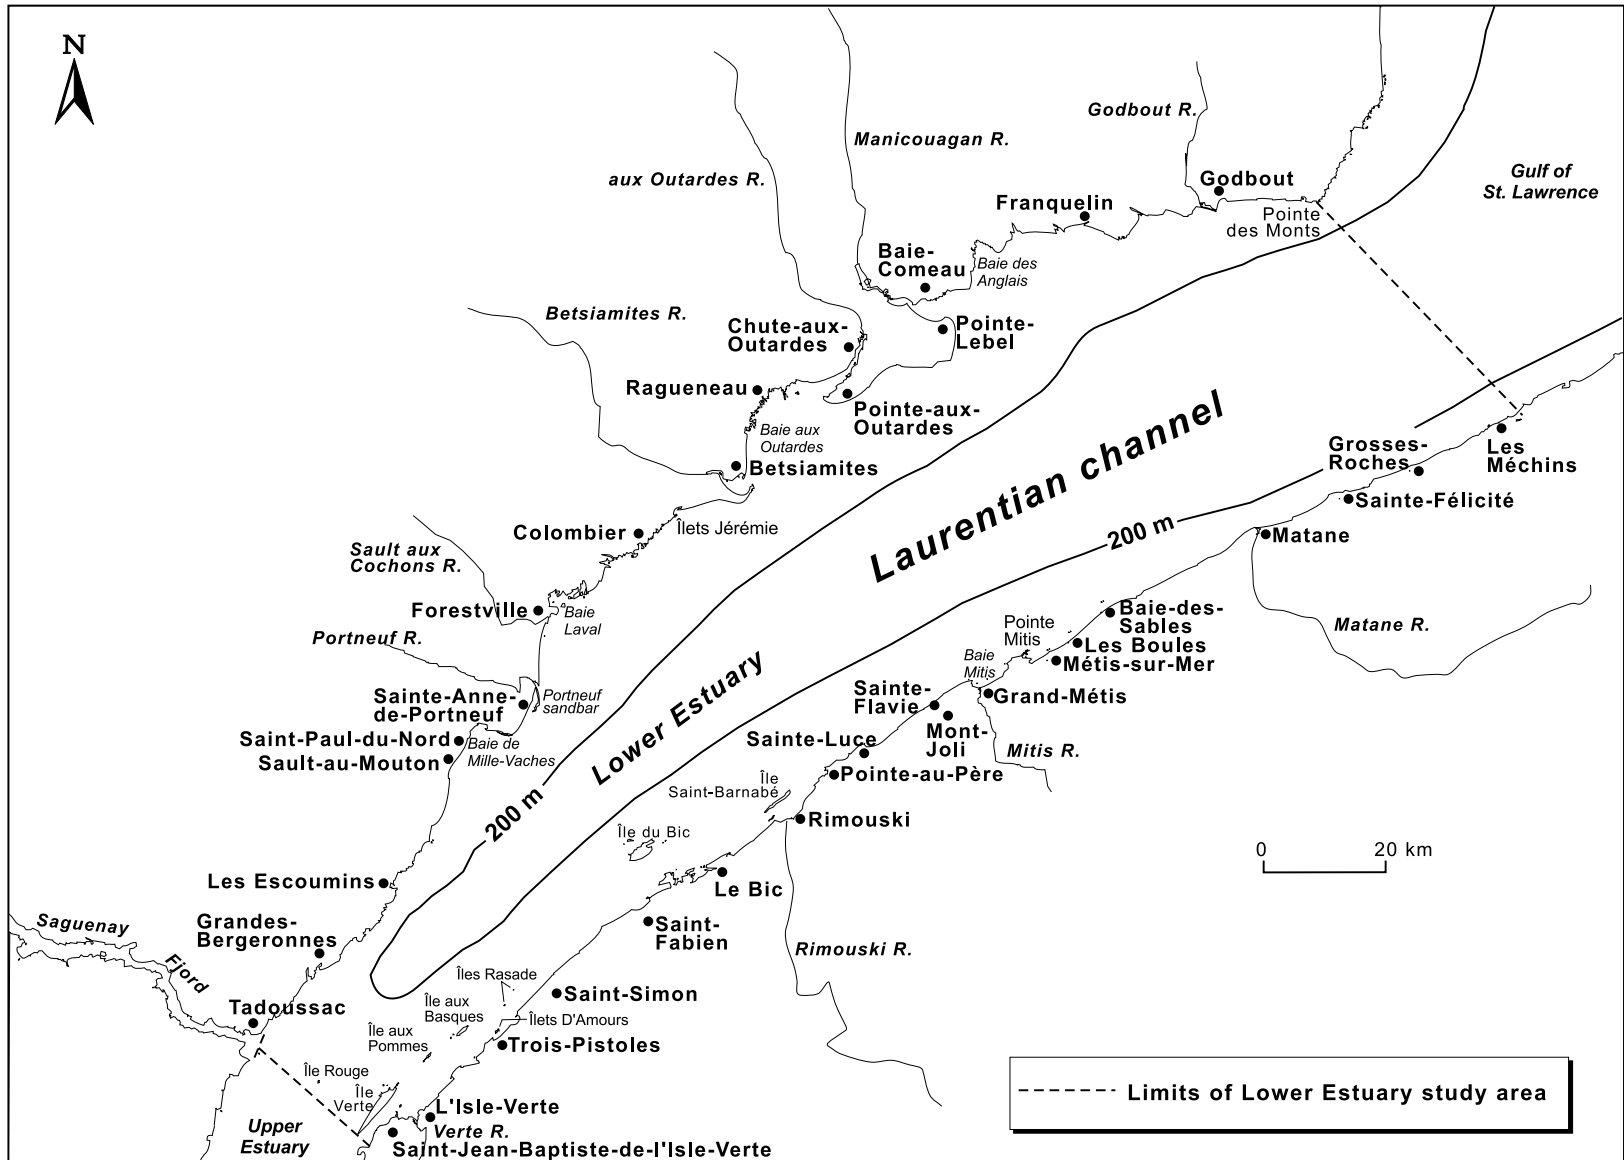 N
Godbout R.
Manicouagan R.
aux Outardes R.
Godbout
Gulf of
St. Lawrence
Franquelin
Pointe
des Monts
Baie-
Comeau
Baie des
Anglais
Betsiamites R.
Chute-aux-
Outardes
Pointe-
Lebel
Ragueneau
Pointe-aux-
Outardes
Baie aux
Outardes
Betsiamites
Laurentian channel
Grosses-
Roches
Les
Méchins
Sainte-Félicité
Colombier
Îlets Jérémie
200 m
Matane
Sault aux
Cochons R.
Forestville
Baie
Laval
Portneuf R.
Baie-des-
Sables
Pointe
Mitis
Les Boules
Métis-sur-Mer
Matane R.
Baie
Mitis
Grand-Métis
Sainte-Anne-
de-Portneuf
Portneuf
sandbar
Lower Estuary
Sainte-
Flavie
Mont-
Joli
Mitis R.
Saint-Paul-du-Nord
Sault-au-Mouton
Baie de
Mille-Vaches
Sainte-Luce
Pointe-au-Père
Île
Saint-Barnabé
200 m
Rimouski
Île du Bic
0 20 km
Les Escoumins
Le Bic
Saguenay
Fjord
Grandes-
Bergeronnes
Saint-
Fabien
Rimouski R.
Îles Rasade
Tadoussac
Île aux
Basques
Saint-Simon
Îlets D'Amours
Île aux
Pommes
Trois-Pistoles
Île Rouge
Île
Verte
L'Isle-Verte
Verte R.
Upper
Estuary
Saint-Jean-Baptiste-de-l'Isle-Verte
Limits of Lower Estuary study area